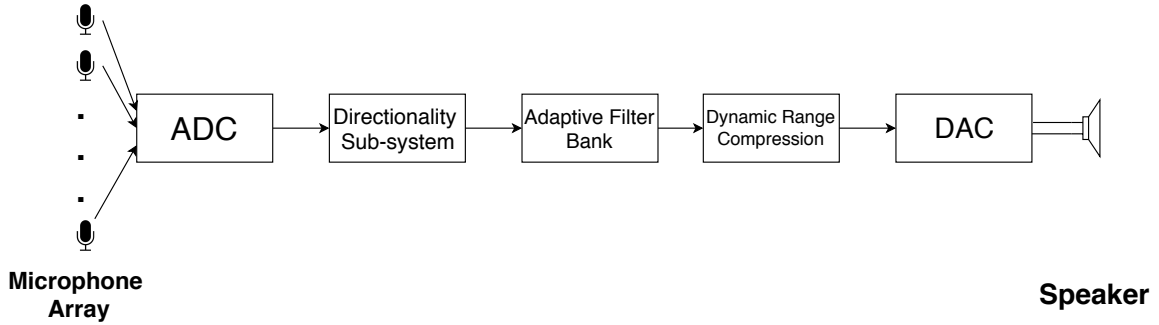 ADC
Directionality
Sub-system
Adaptive Filter
Bank
Dynamic Range
Compression
DAC
Microphone
Array
Speaker